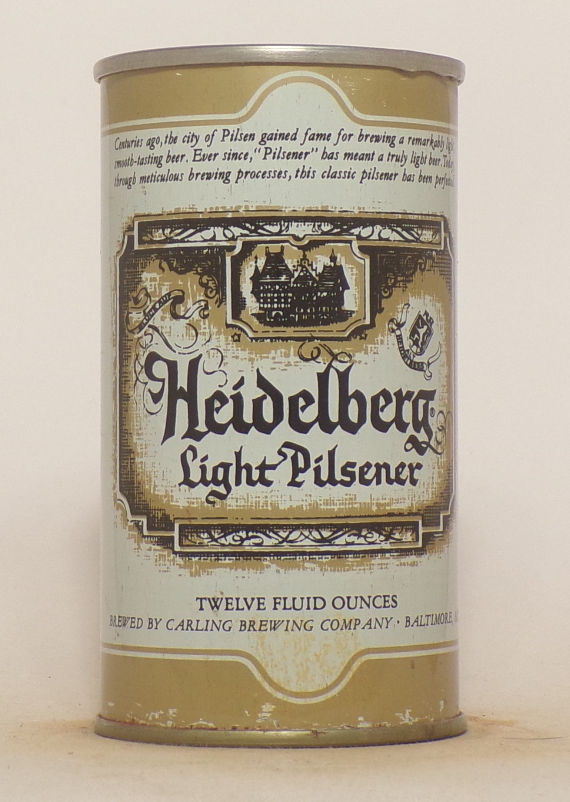 Centuries ago, the city of Pilsen gained fame for brewing a remarkably
smooth-tasting beer. Ever since, "Pilsener" has meant a truly light beer.
through meticulous brewing processes, this classic pilsener has been
Heidelberg®
Light Pilsener
TWELVE FLUID OUNCES
BREWED BY CARLING BREWING COMPANY · BALTIMORE,